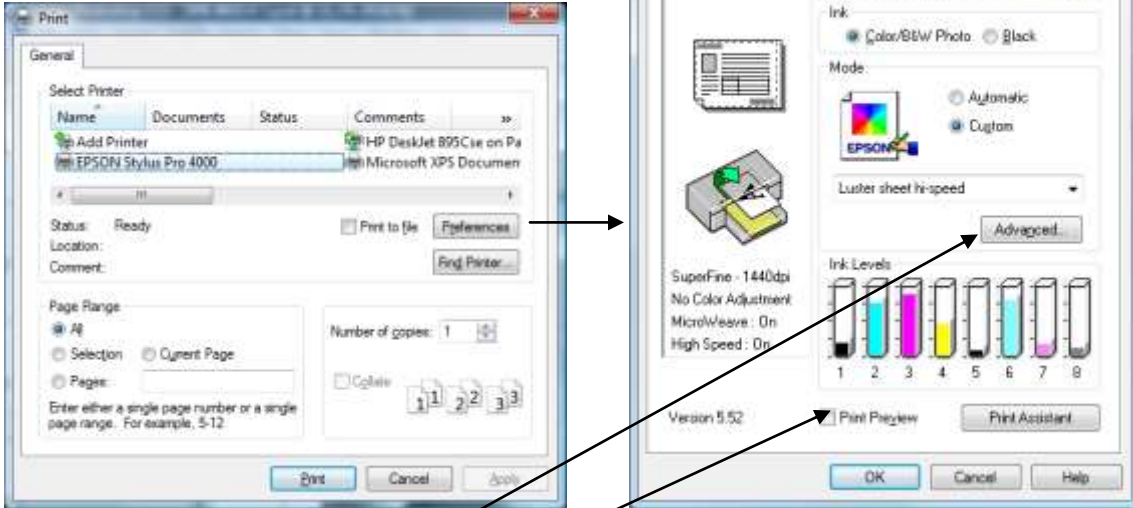 Print
General
Select Printer
Name Documents Status Comments »
Add Printer HP DeskJet 895Cse on Pa
EPSON Stylus Pro 4000 Microsoft XPS Documen
Status: Ready
Print to file Preferences
Location:
Comment:
Find Printer...
Page Range
All
Selection Current Page
Pages:
Enter either a single page number or a single
page range. For example, 5-12
Number of copies: 1
Collate
11 22 33
Print Cancel Apply
Ink
Color/B&W Photo Black
Mode
Automatic
Custom
EPSON
Luster sheet hi-speed
Advanced...
SuperFine - 1440dpi
No Color Adjustment
MicroWeave : On
High Speed : On
Ink Levels
1 2 3 4 5 6 7 8
Version 5.52
Print Preview Print Assistant
OK Cancel Help